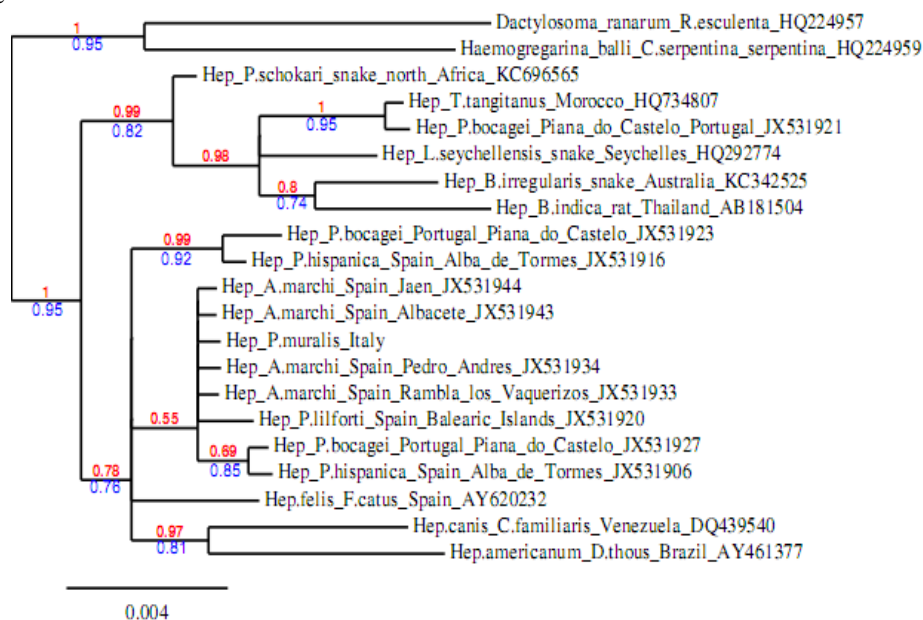 Dactylosoma_ranarum_R.esculenta_HQ224957
1
0.95
Haemogregarina_balli_C.serpentina_serpentina_HQ224959
Hep_P.schokari_snake_north_Africa_KC696565
Hep_T.tangitanus_Morocco_HQ734807
0.99
1
0.82
0.95
Hep_P.bocagei_Piana_do_Castelo_Portugal_JX531921
0.98
Hep_L.seychellensis_snake_Seychelles_HQ292774
Hep_B.irregularis_snake_Australia_KC342525
0.8
0.74
Hep_B.indica_rat_Thailand_AB181504
Hep_P.bocagei_Portugal_Piana_do_Castelo_JX531923
0.99
0.92
Hep_P.hispanica_Spain_Alba_de_Tormes_JX531916
Hep_A.marchi_Spain_Jaen_JX531944
1
0.95
Hep_A.marchi_Spain_Albacete_JX531943
Hep_P.muralis_Italy
Hep_A.marchi_Spain_Pedro_Andres_JX531934
Hep_A.marchi_Spain_Rambla_los_Vaquerizos_JX531933
0.55
Hep_P.lilforti_Spain_Balearic_Islands_JX531920
Hep_P.bocagei_Portugal_Piana_do_Castelo_JX531927
0.69
0.85
Hep_P.hispanica_Spain_Alba_de_Tormes_JX531906
0.78
0.76
Hep.felis_F.catus_Spain_AY620232
Hep.canis_C.familiaris_Venezuela_DQ439540
0.97
0.81
Hep.americanum_D.thous_Brazil_AY461377
0.004